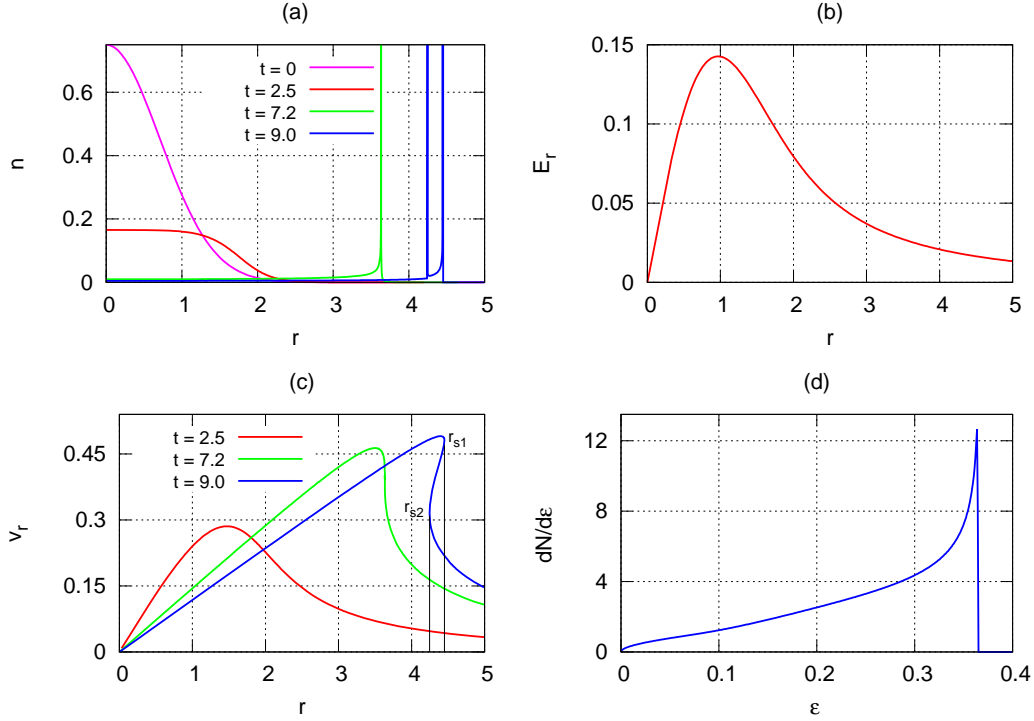 (a)
n
0.6
0.4
0.2
0
t = 0
t = 2.5
t = 7.2
t = 9.0
0 1 2 3 4 5
r
(b)
E_r
0.15
0.1
0.05
0
0 1 2 3 4 5
r
(c)
v_r
0.45
0.3
0.15
0
t = 2.5
t = 7.2
t = 9.0
r_s1
r_s2
0 1 2 3 4 5
r
(d)
dN/dε
12
8
4
0
0 0.1 0.2 0.3 0.4
ε